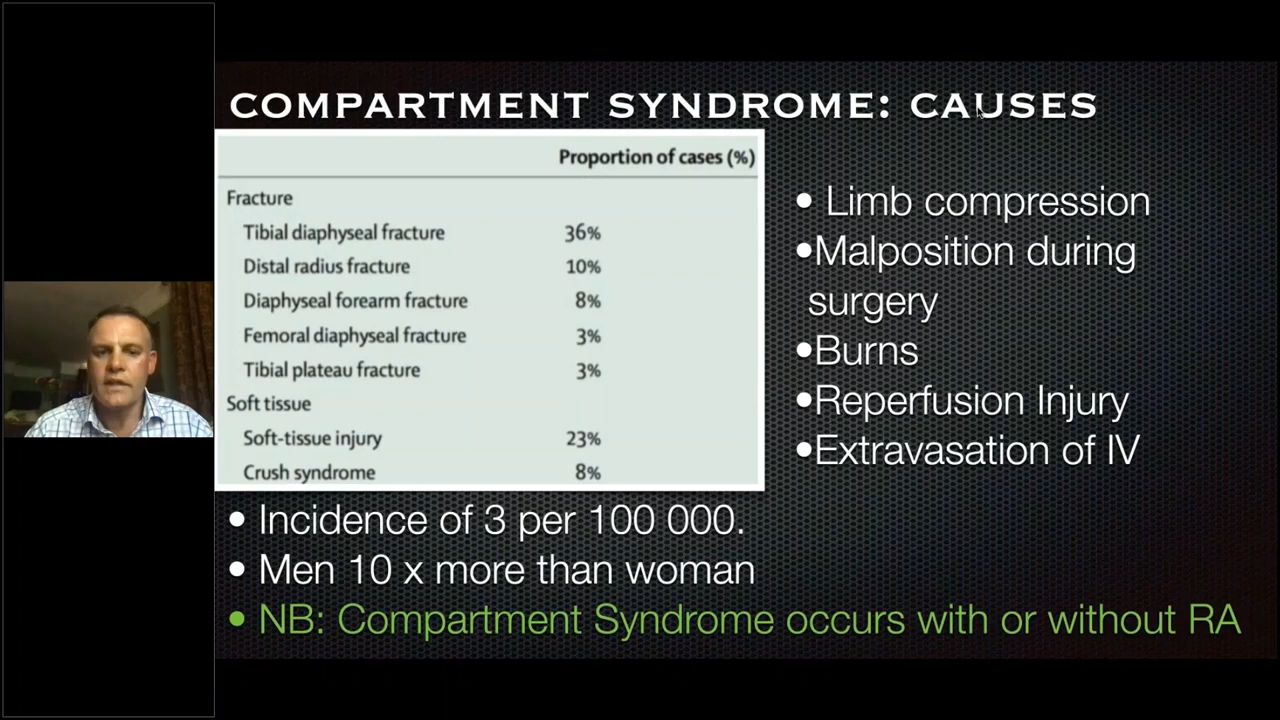 COMPARTMENT SYNDROME: CAUSES
Proportion of cases (%)
Fracture
Tibial diaphyseal fracture 36%
Distal radius fracture 10%
Diaphyseal forearm fracture 8%
Femoral diaphyseal fracture 3%
Tibial plateau fracture 3%
Soft tissue
Soft-tissue injury 23%
Crush syndrome 8%
• Limb compression
•Malposition during
surgery
•Burns
•Reperfusion Injury
•Extravasation of IV
• Incidence of 3 per 100 000.
• Men 10 x more than woman
• NB: Compartment Syndrome occurs with or without RA